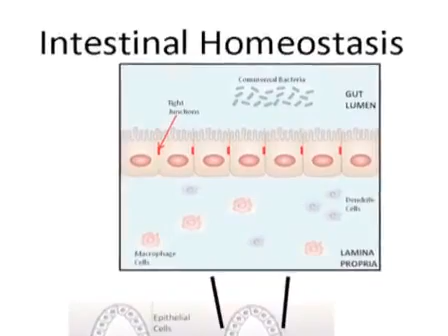 Intestinal Homeostasis
Commensal Bacteria
GUT
LUMEN
Tight
Junctions
Dendritic
Cells
Macrophage
Cells
LAMINA
PROPRIA
Epithelial
Cells